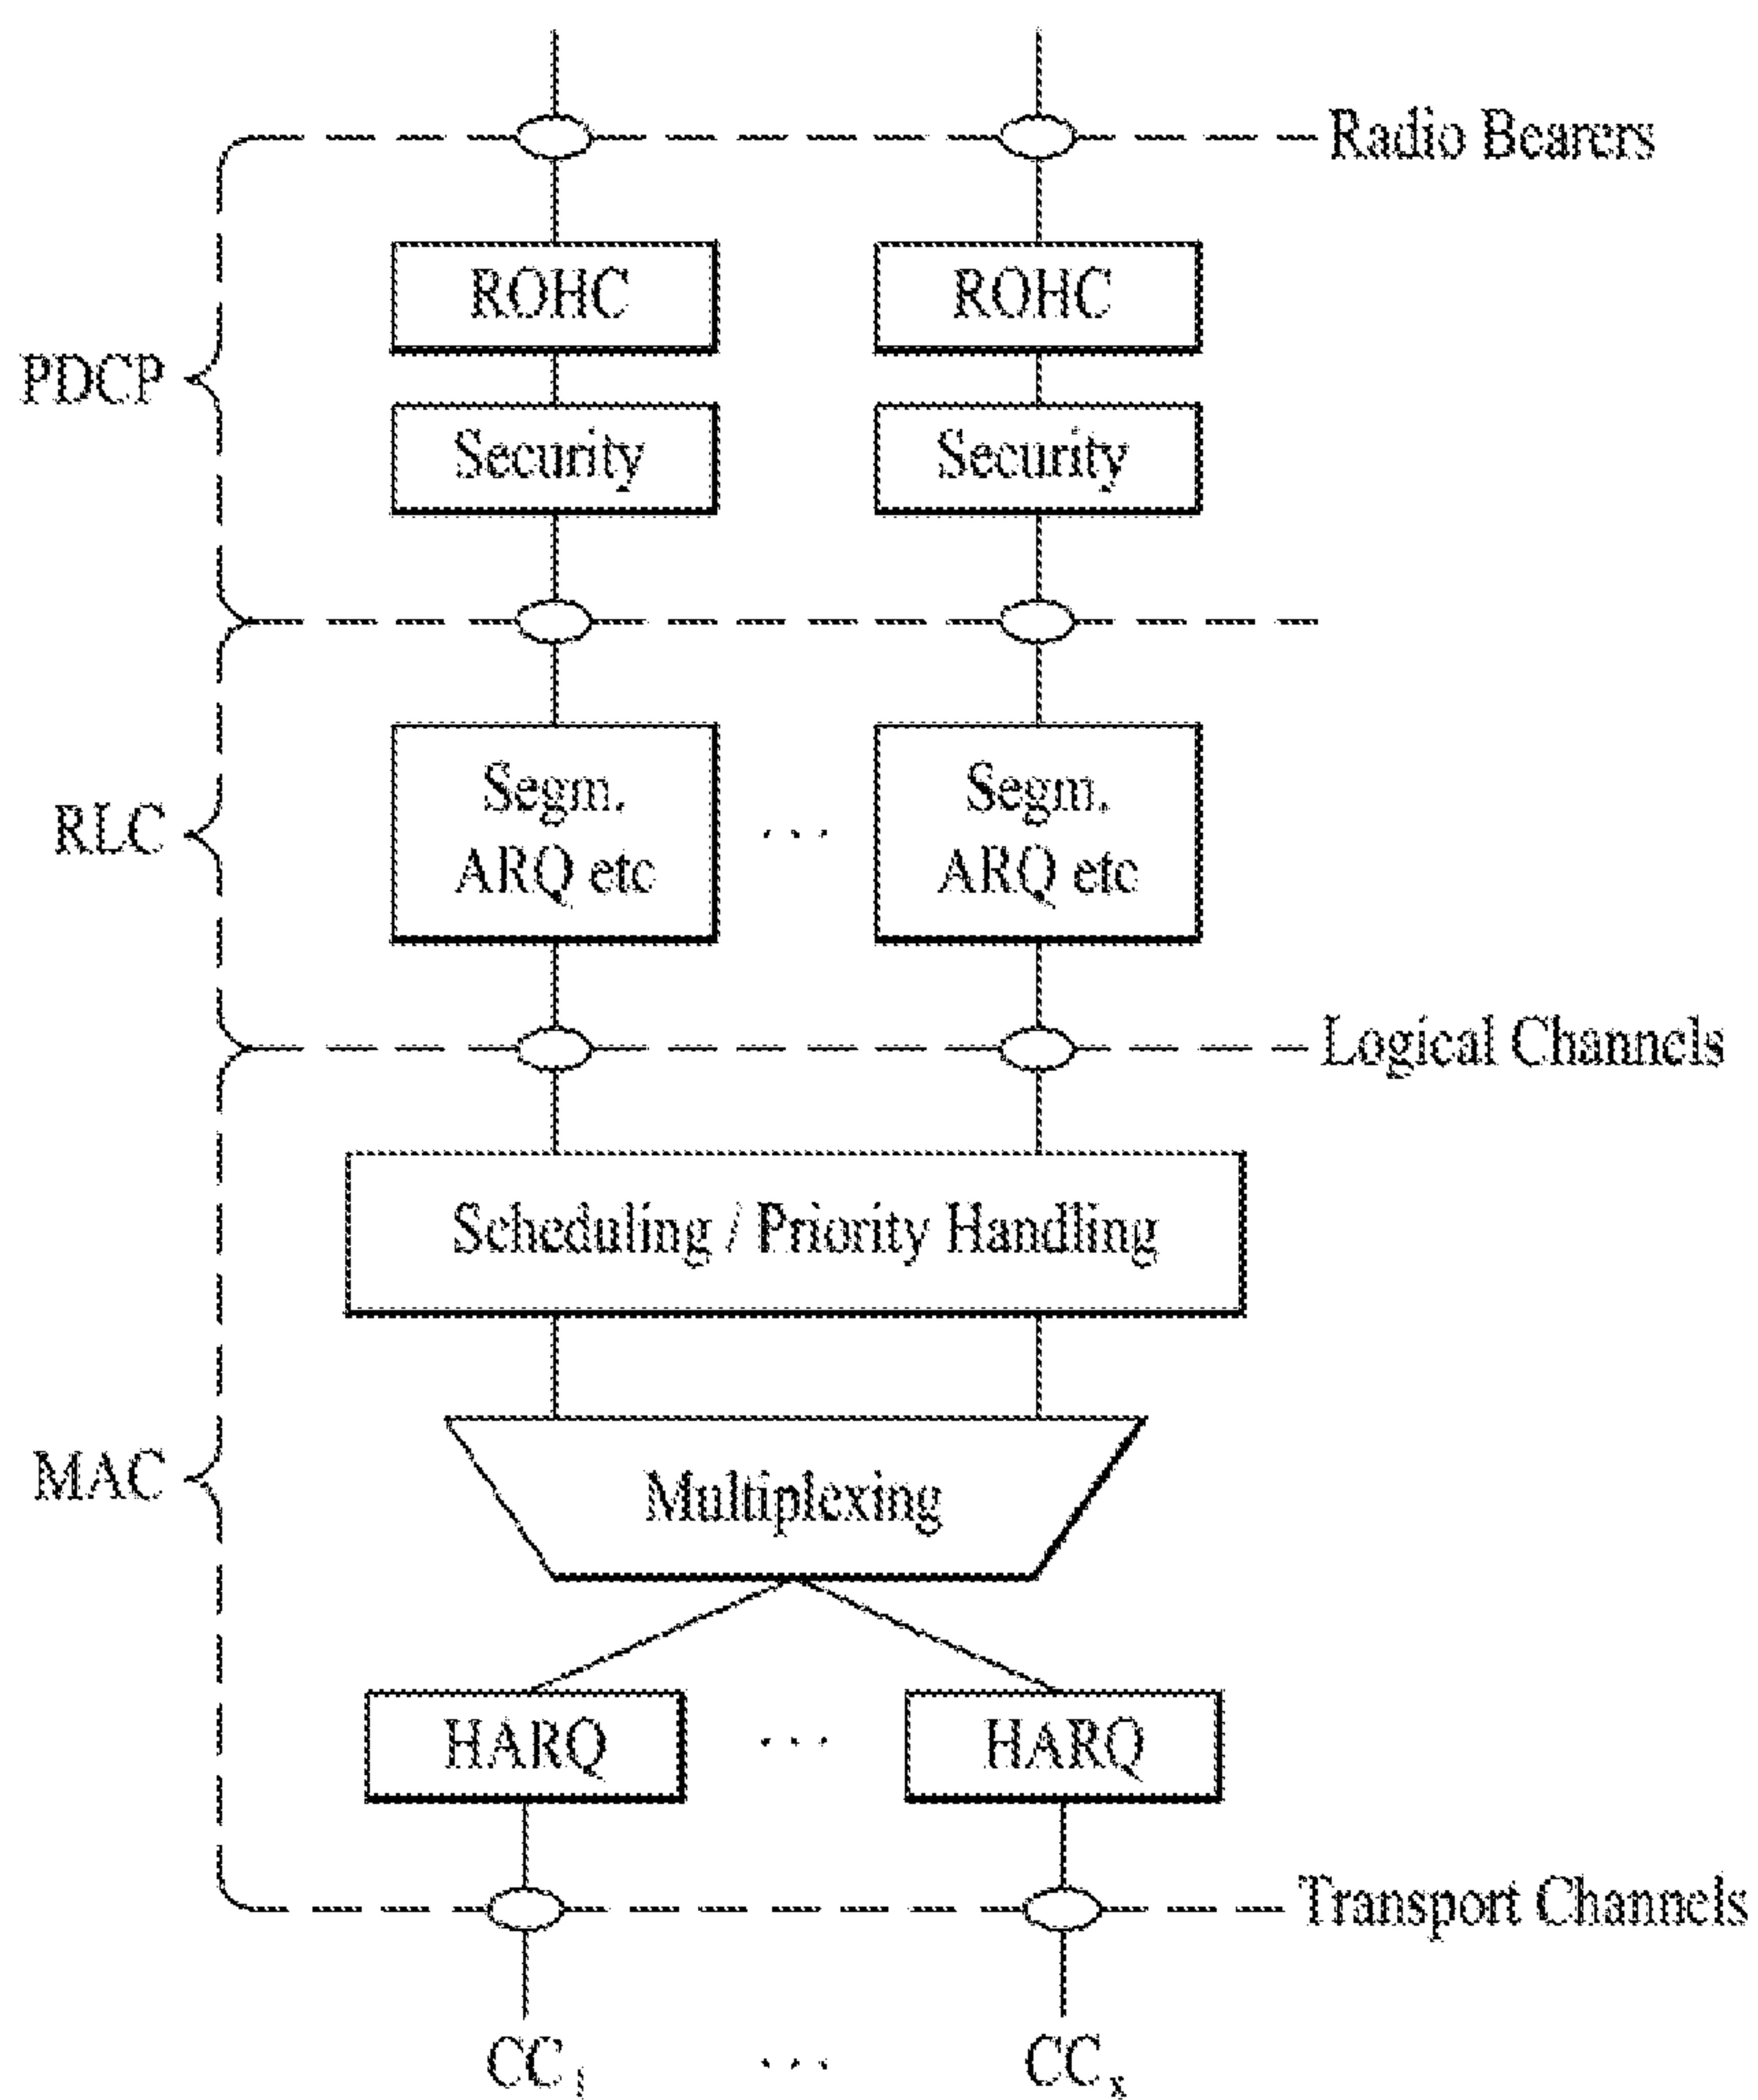 Radio Bearers
ROHC
ROHC
PDCP
Security
Security
Segm.
ARQ etc
...
Segm.
ARQ etc
RLC
Logical Channels
Scheduling / Priority Handling
MAC
Multiplexing
HARQ
...
HARQ
Transport Channels
CC1
...
CCx